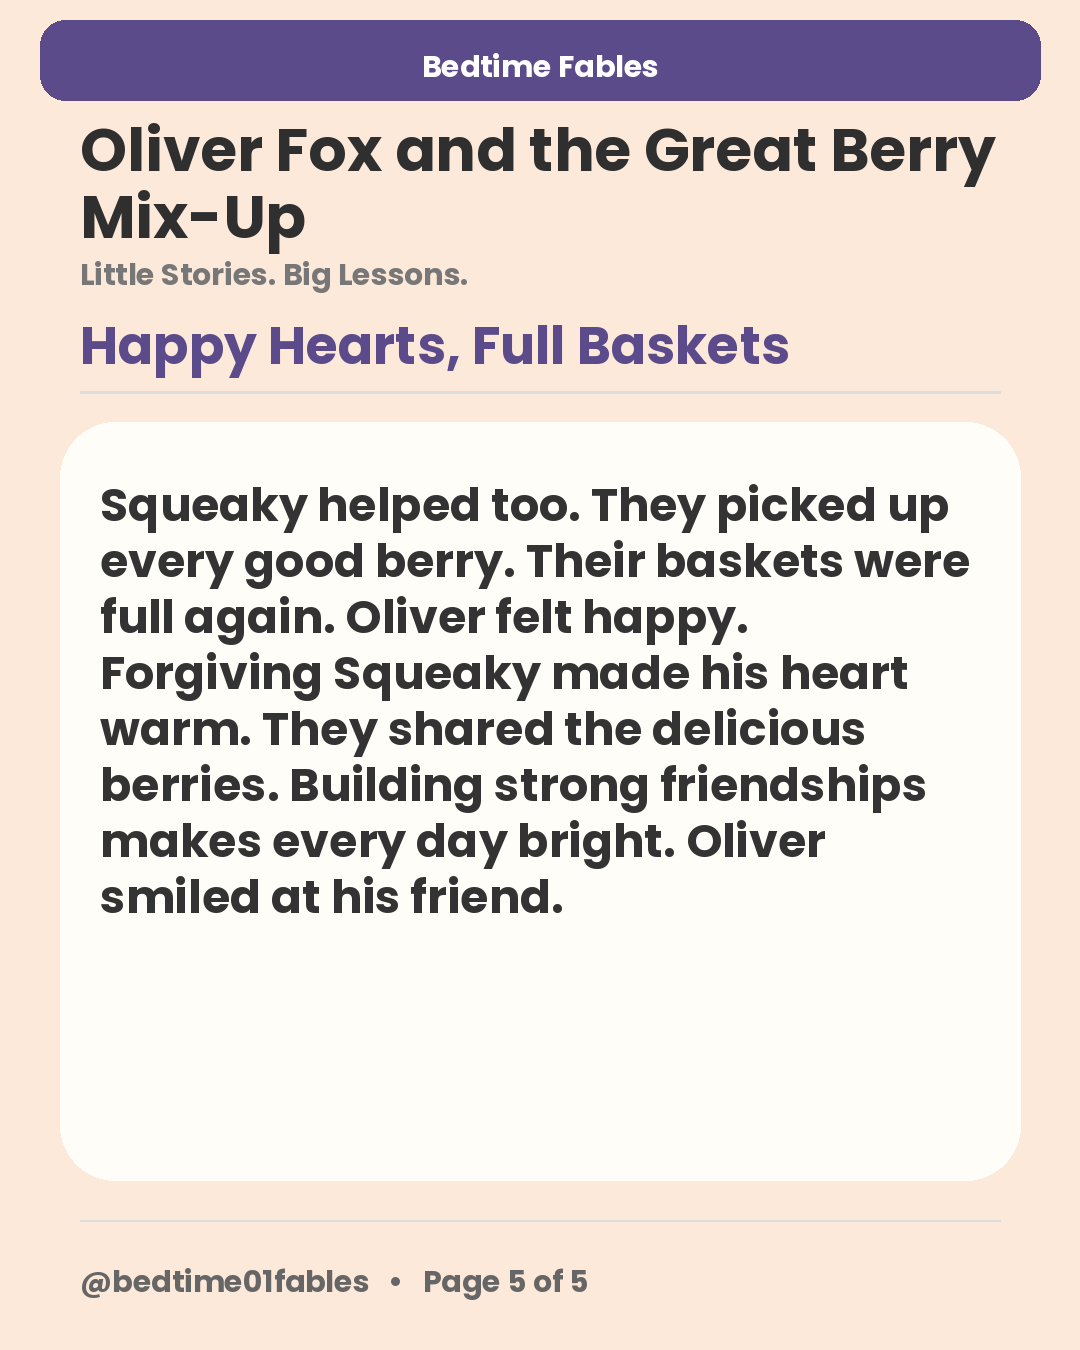 Bedtime Fables
Oliver Fox and the Great Berry
Mix-Up
Little Stories. Big Lessons.
Happy Hearts, Full Baskets
Squeaky helped too. They picked up
every good berry. Their baskets were
full again. Oliver felt happy.
Forgiving Squeaky made his heart
warm. They shared the delicious
berries. Building strong friendships
makes every day bright. Oliver
smiled at his friend.
@bedtime01fables • Page 5 of 5